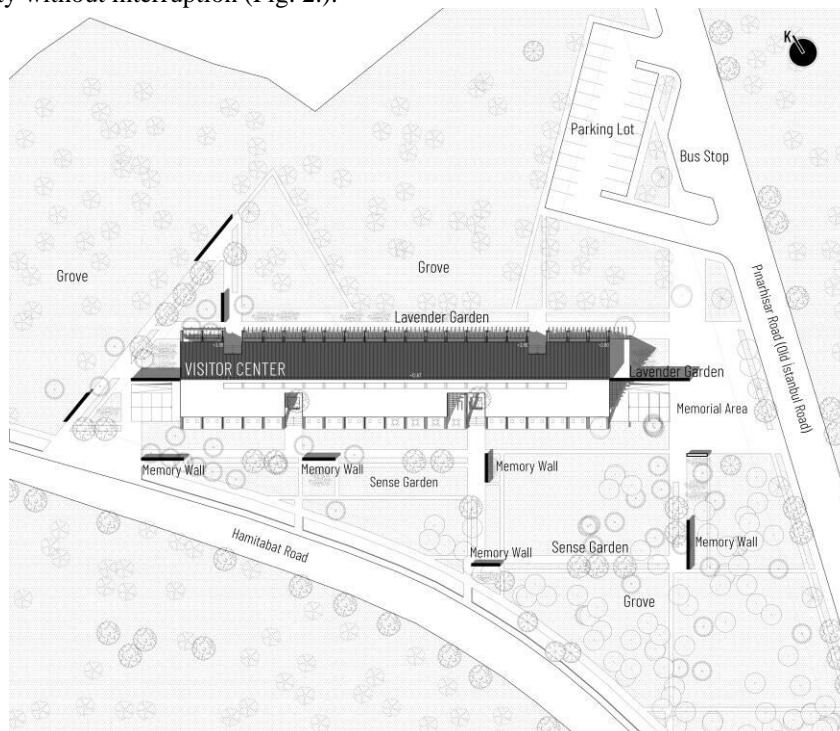 y without interruption (Fig. 2.).
K
Parking Lot
Bus Stop
Grove
Grove
Pınarhisar Road (Old İstanbul Road)
Lavender Garden
VISITOR CENTER
Lavender Garden
Memorial Area
Memory Wall
Memory Wall
Memory Wall
Sense Garden
Hamitabat Road
Memory Wall
Sense Garden
Memory Wall
Grove